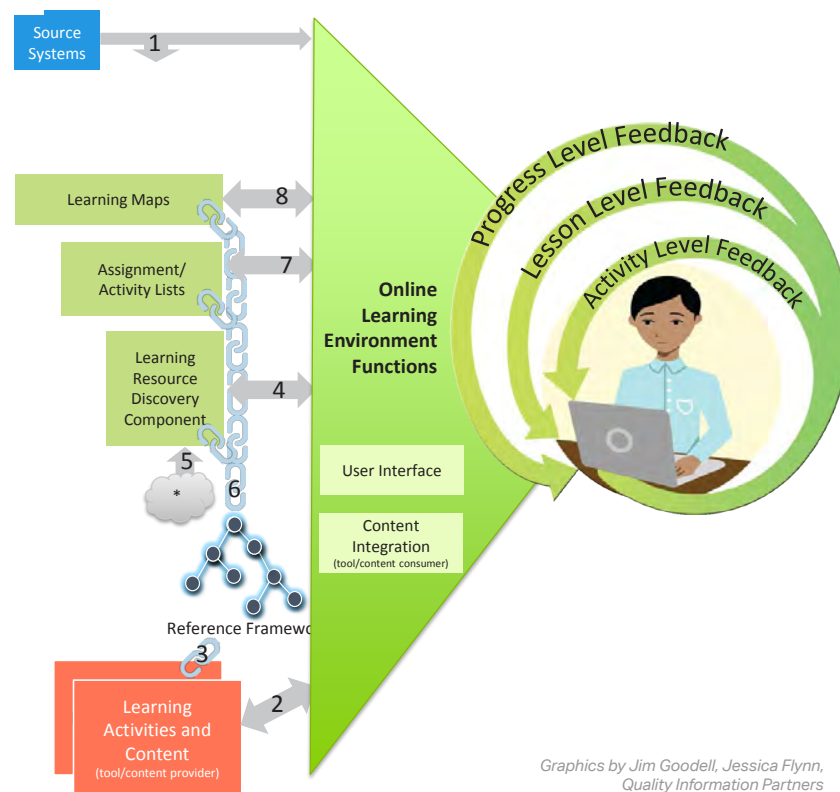 Source
Systems
1
Progress Level Feedback
Lesson Level Feedback
Activity Level Feedback
Learning Maps
8
Assignment/
Activity Lists
7
Online
Learning
Environment
Functions
Learning
Resource
Discovery
Component
4
5
*
6
User Interface
Content
Integration
(tool/content consumer)
Reference Framew
3
Learning
Activities and
Content
(tool/content provider)
2
Graphics by Jim Goodell, Jessica Flynn,
Quality Information Partners